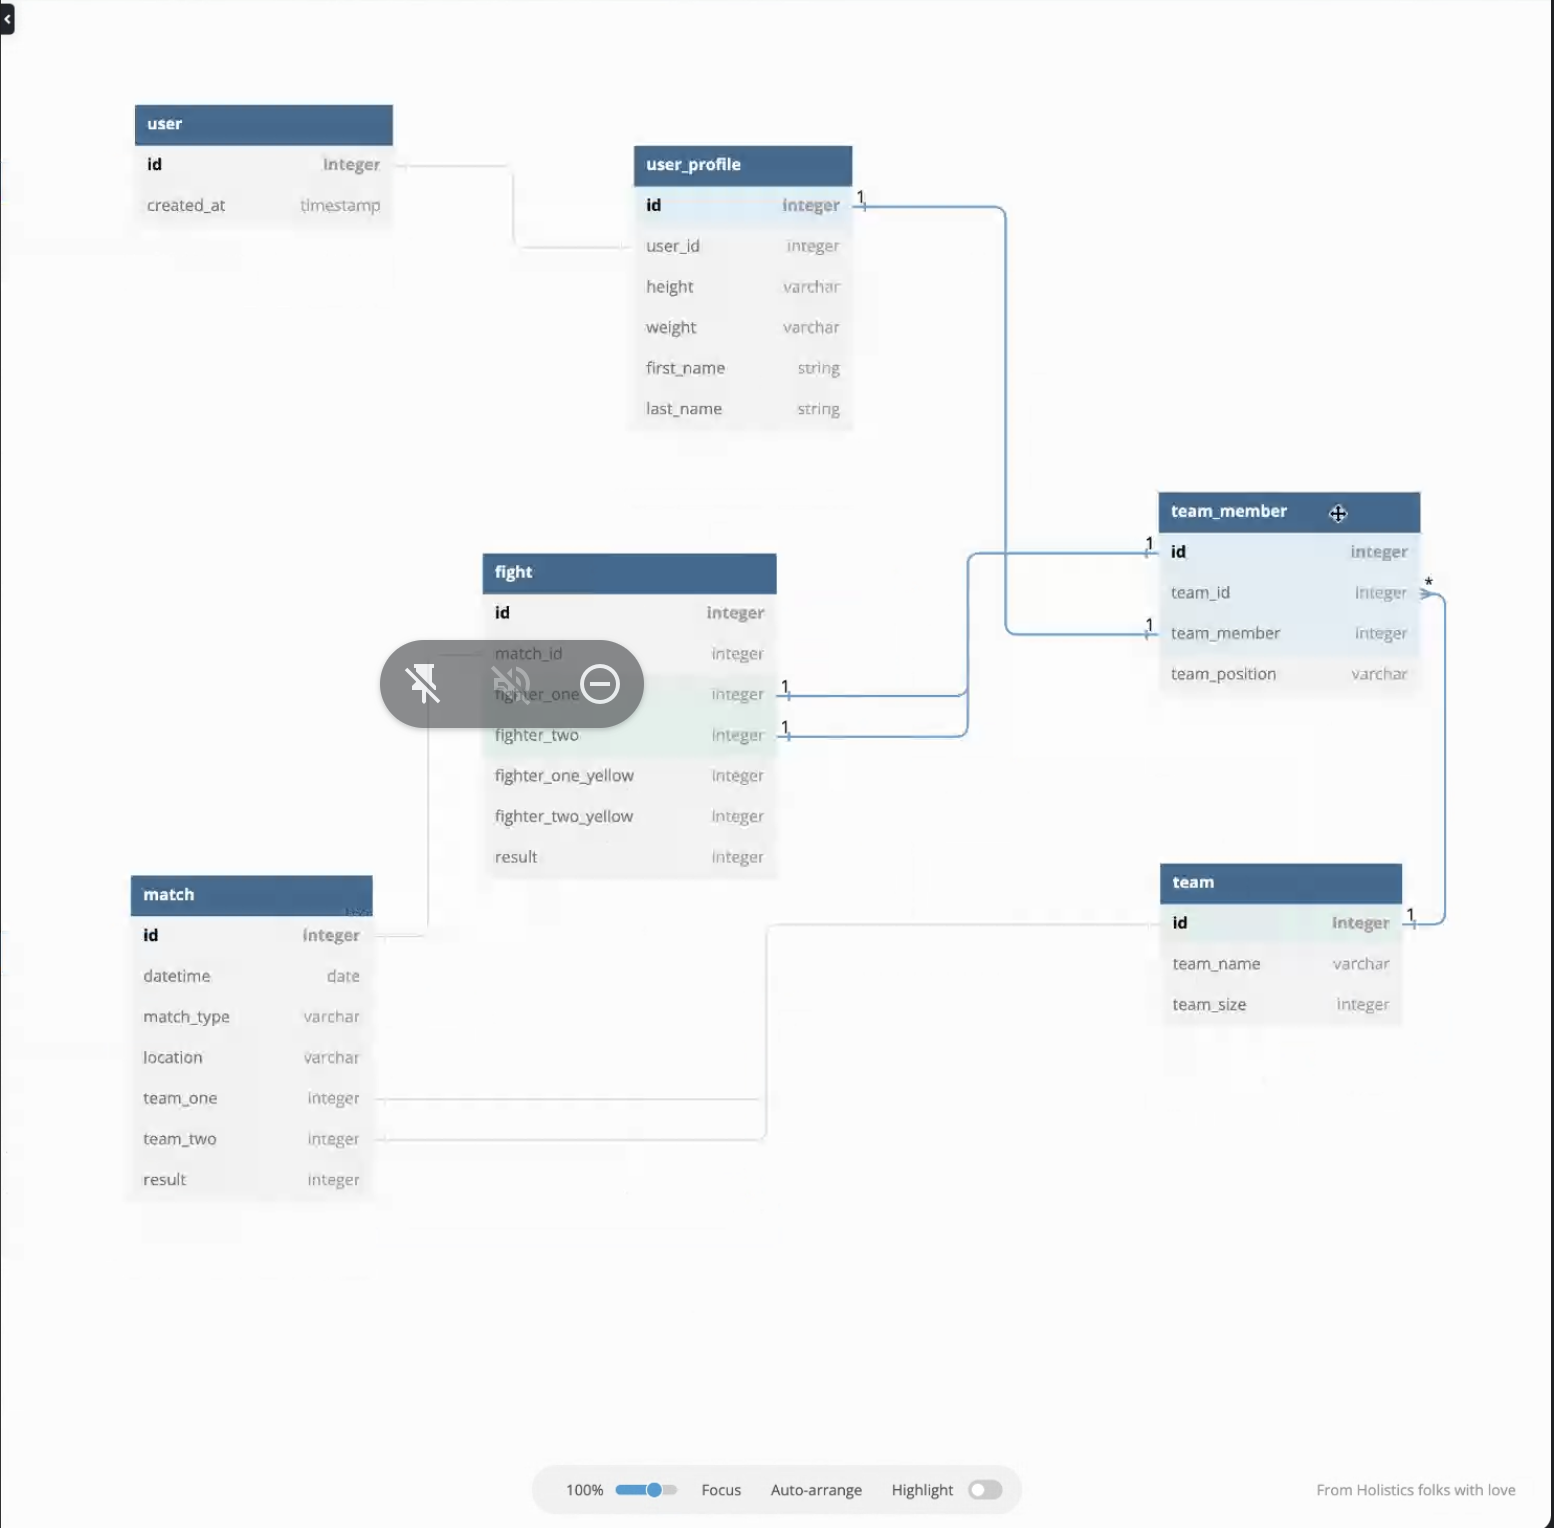 user
id integer
created_at timestamp
user_profile
id integer
user_id integer
height varchar
weight varchar
first_name string
last_name string
1
team_member
1 id integer
team_id integer *
1 team_member integer
team_position varchar
fight
id integer
match_id integer
fighter_one integer 1
fighter_two integer 1
fighter_one_yellow integer
fighter_two_yellow integer
result integer
match
id integer
datetime date
match_type varchar
location varchar
team_one integer
team_two integer
result integer
team
id integer 1
team_name varchar
team_size integer
100% Focus Auto-arrange Highlight
From Holistics folks with love